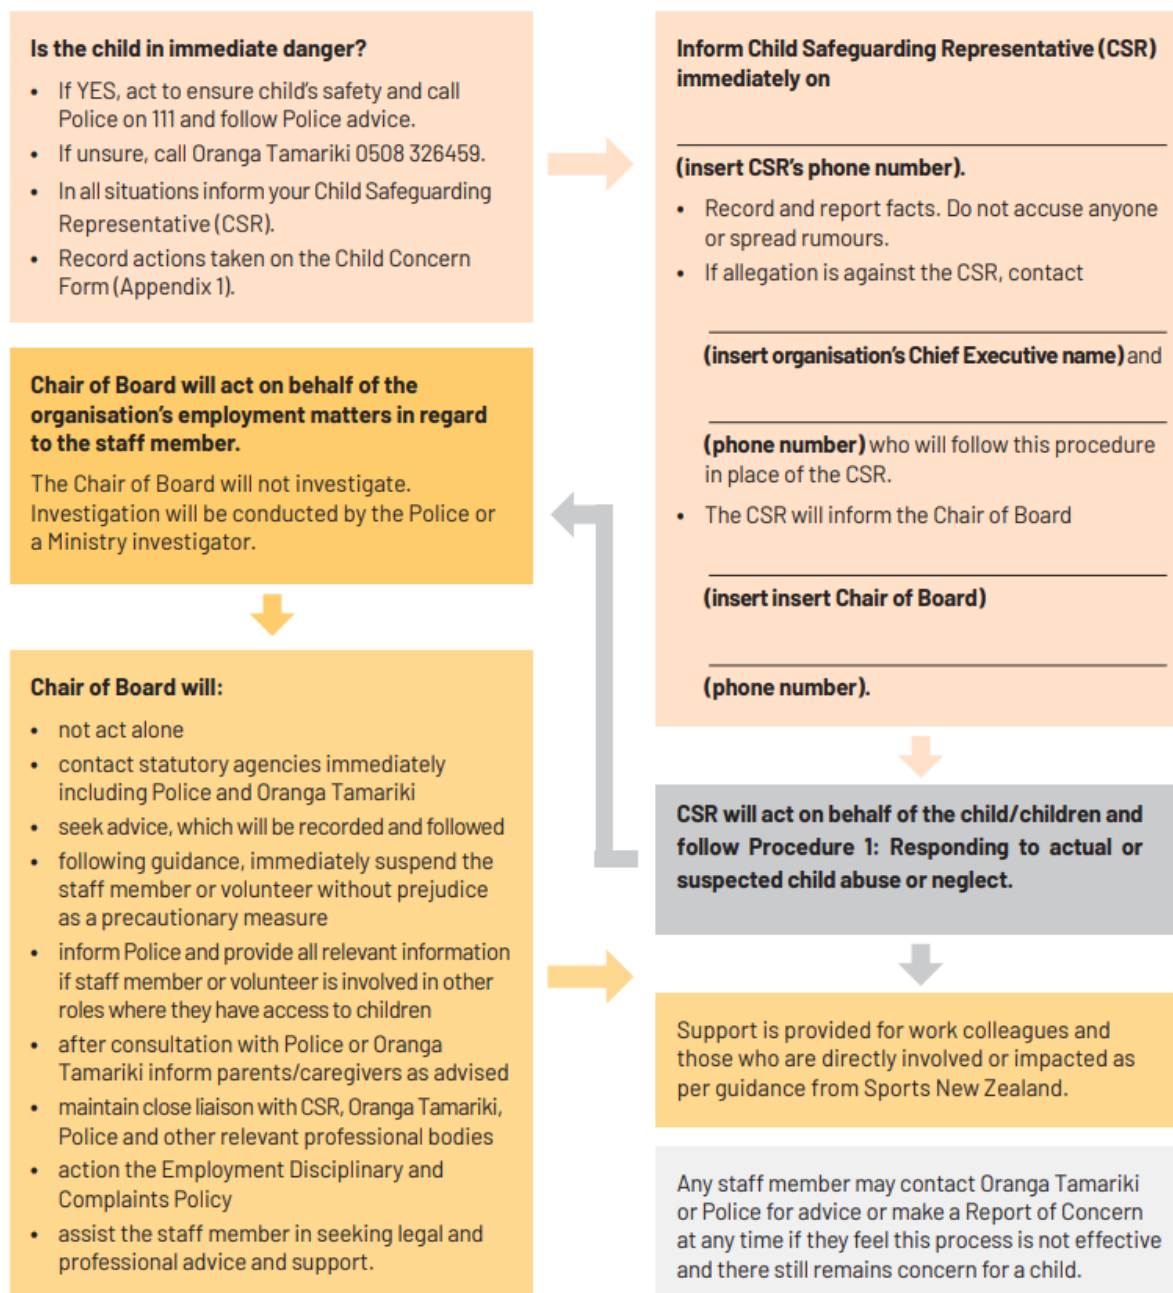 Is the child in immediate danger?
• If YES, act to ensure child's safety and call
Police on 111 and follow Police advice.
• If unsure, call Oranga Tamariki 0508 326459.
• In all situations inform your Child Safeguarding
Representative (CSR).
• Record actions taken on the Child Concern
Form (Appendix 1).
Inform Child Safeguarding Representative (CSR)
immediately on
(insert CSR's phone number).
• Record and report facts. Do not accuse anyone
or spread rumours.
• If allegation is against the CSR, contact
(insert organisation's Chief Executive name) and
(phone number) who will follow this procedure
in place of the CSR.
• The CSR will inform the Chair of Board
(insert insert Chair of Board)
(phone number).
CSR will act on behalf of the child/children and
follow Procedure 1: Responding to actual or
suspected child abuse or neglect.
Chair of Board will act on behalf of the
organisation's employment matters in regard
to the staff member.
The Chair of Board will not investigate.
Investigation will be conducted by the Police or
a Ministry investigator.
Chair of Board will:
• not act alone
• contact statutory agencies immediately
including Police and Oranga Tamariki
• seek advice, which will be recorded and followed
• following guidance, immediately suspend the
staff member or volunteer without prejudice
as a precautionary measure
• inform Police and provide all relevant information
if staff member or volunteer is involved in other
roles where they have access to children
• after consultation with Police or Oranga
Tamariki inform parents/caregivers as advised
• maintain close liaison with CSR, Oranga Tamariki,
Police and other relevant professional bodies
• action the Employment Disciplinary and
Complaints Policy
• assist the staff member in seeking legal and
professional advice and support.
Support is provided for work colleagues and
those who are directly involved or impacted as
per guidance from Sports New Zealand.
Any staff member may contact Oranga Tamariki
or Police for advice or make a Report of Concern
at any time if they feel this process is not effective
and there still remains concern for a child.